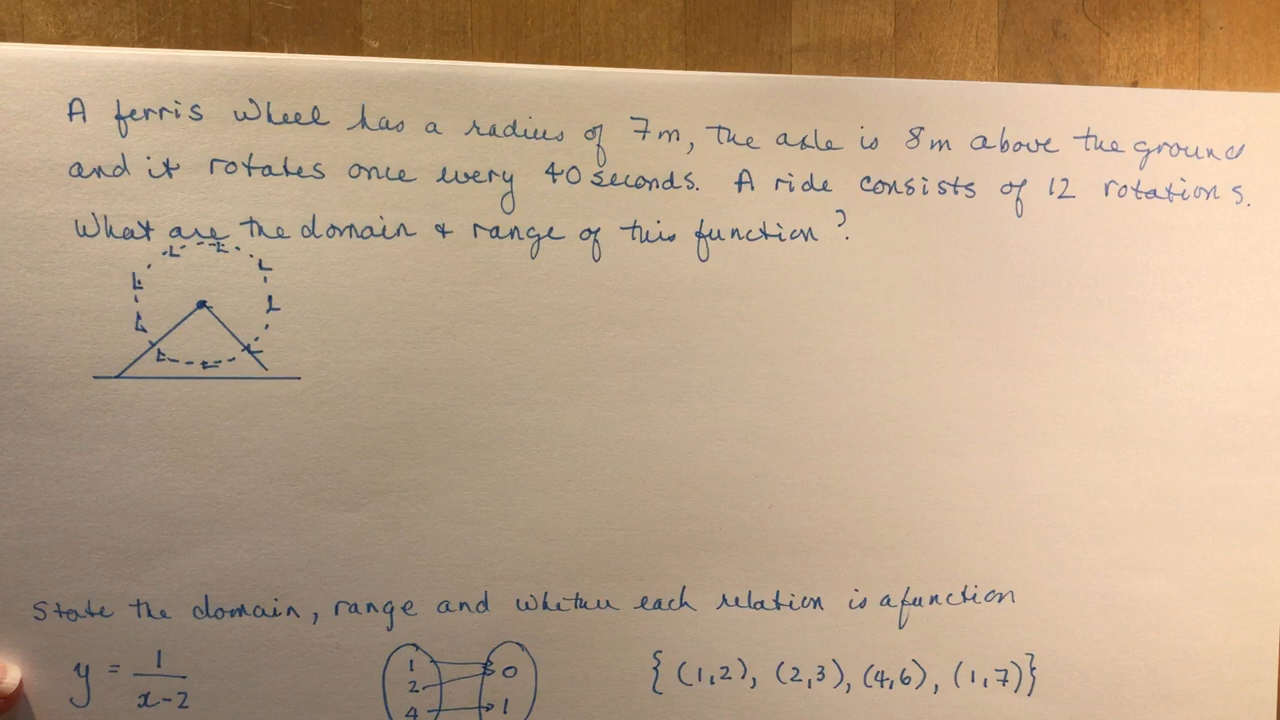 A ferris wheel has a radius of 7m, the axle is 8m above the ground
and it rotates once every 40 seconds. A ride consists of 12 rotations.
What are the domain & range of this function?
State the domain, range and whether each relation is a function
y = 1/(x-2)
1 2 4
0 1
{(1,2), (2,3), (4,6), (1,7)}